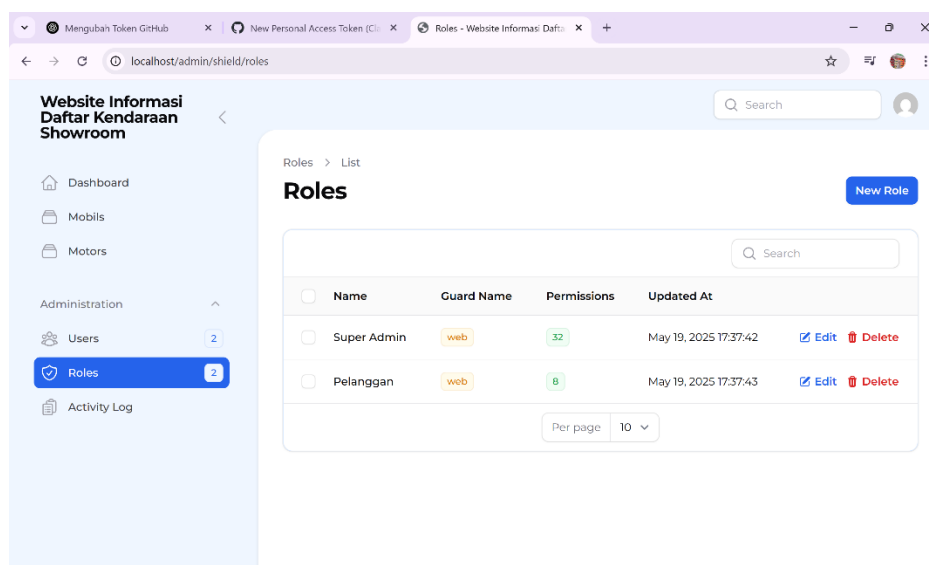 Mengubah Token GitHub
New Personal Access Token (Cla
Roles - Website Informasi Dafta
localhost/admin/shield/roles
Website Informasi
Daftar Kendaraan
Showroom
Search
Dashboard
Mobils
Motors
Administration
Users 2
Roles 2
Activity Log
Roles > List
Roles
New Role
Search
Name Guard Name Permissions Updated At
Super Admin web 32 May 19, 2025 17:37:42 Edit Delete
Pelanggan web 8 May 19, 2025 17:37:43 Edit Delete
Per page 10